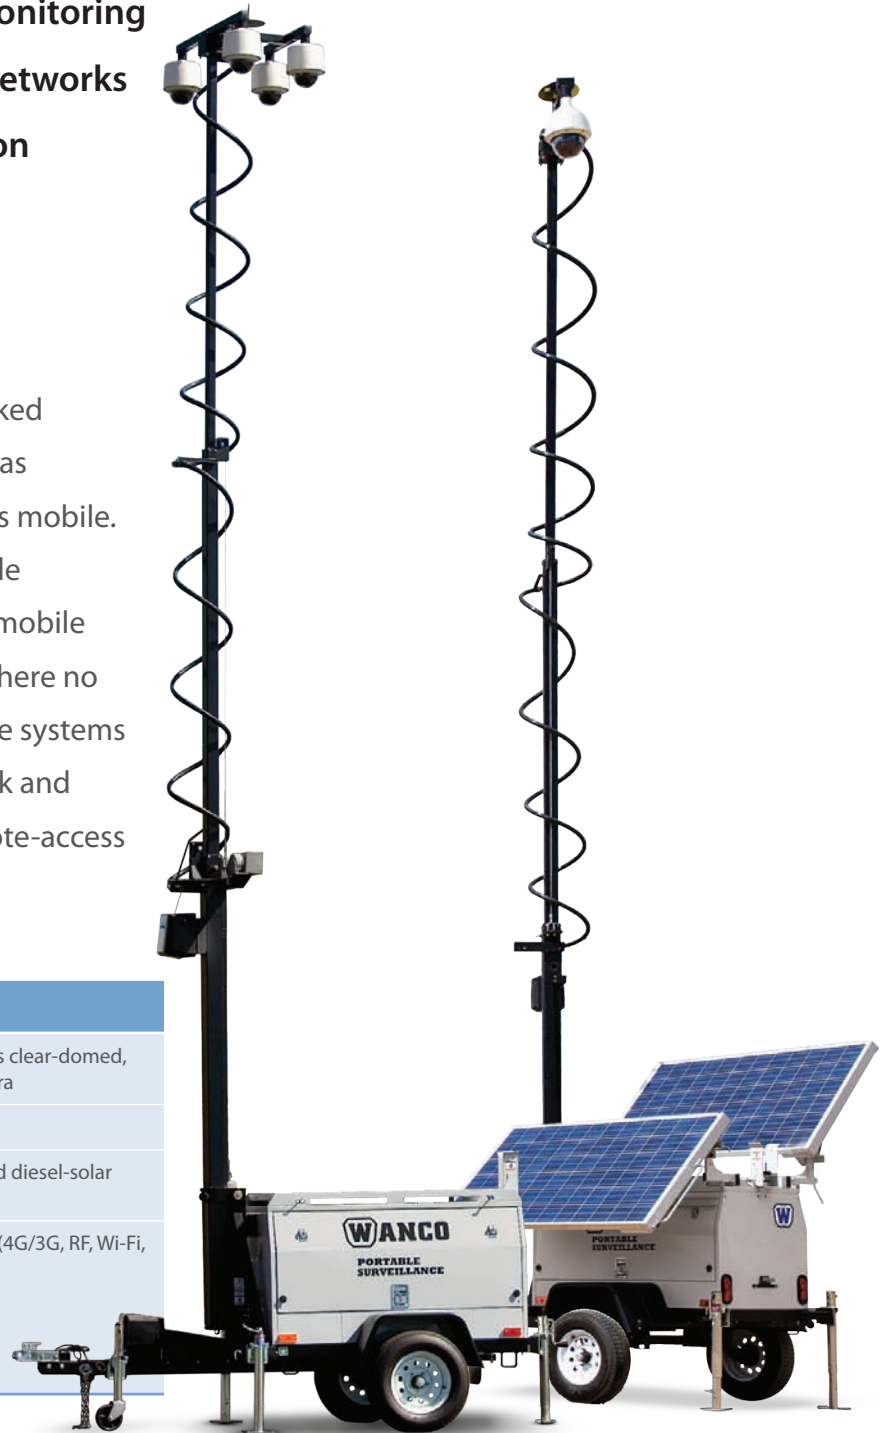 onitoring
etworks
on
ked
as
s mobile.
le
mobile
here no
e systems
k and
ote-access
s clear-domed,
ra
d diesel-solar
(4G/3G, RF, Wi-Fi,
WANCO
PORTABLE
SURVEILLANCE
PORTABLE
SURVEILLANCE
W